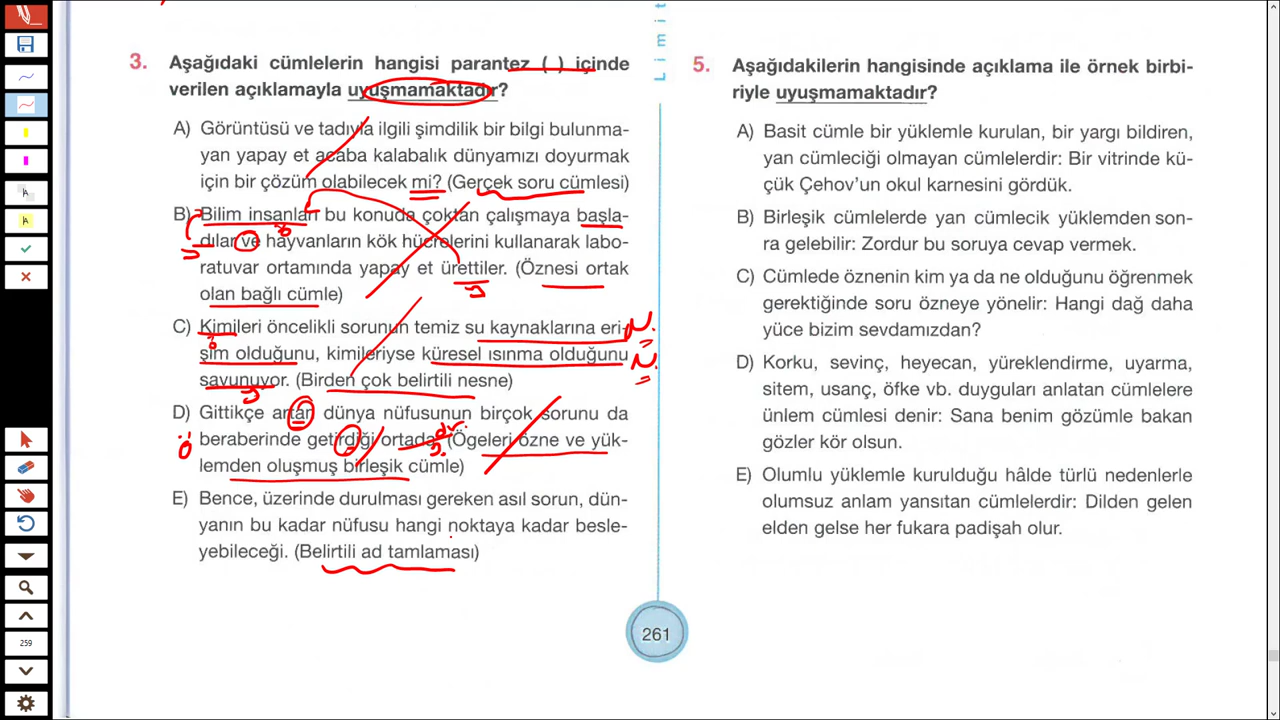 3. Aşağıdaki cümlelerin hangisi parantez ( ) içinde
verilen açıklamayla uyuşmamaktadır?
A) Görüntüsü ve tadıyla ilgili şimdilik bir bilgi bulunma-
yan yapay et acaba kalabalık dünyamızı doyurmak
için bir çözüm olabilecek mi? (Gerçek soru cümlesi)
B) Bilim insanları bu konuda çoktan çalışmaya başla-
dılar ve hayvanların kök hücrelerini kullanarak labo-
ratuvar ortamında yapay et ürettiler. (Öznesi ortak
olan bağlı cümle)
C) Kimileri öncelikli sorunun temiz su kaynaklarına eri-
şim olduğunu, kimileriyse küresel ısınma olduğunu
savunuyor. (Birden çok belirtili nesne)
D) Gittikçe artan dünya nüfusunun birçok sorunu da
beraberinde getirdiği ortada. (Ögeleri özne ve yük-
lemden oluşmuş birleşik cümle)
E) Bence, üzerinde durulması gereken asıl sorun, dün-
yanın bu kadar nüfusu hangi noktaya kadar besle-
yebileceği. (Belirtili ad tamlaması)
N.
N.
ö
ö
ö
dır.
Limit
5. Aşağıdakilerin hangisinde açıklama ile örnek birbi-
riyle uyuşmamaktadır?
A) Basit cümle bir yüklemle kurulan, bir yargı bildiren,
yan cümleciği olmayan cümlelerdir: Bir vitrinde kü-
çük Çehov'un okul karnesini gördük.
B) Birleşik cümlelerde yan cümlecik yüklemden son-
ra gelebilir: Zordur bu soruya cevap vermek.
C) Cümlede öznenin kim ya da ne olduğunu öğrenmek
gerektiğinde soru özneye yönelir: Hangi dağ daha
yüce bizim sevdamızdan?
D) Korku, sevinç, heyecan, yüreklendirme, uyarma,
sitem, usanç, öfke vb. duyguları anlatan cümlelere
ünlem cümlesi denir: Sana benim gözümle bakan
gözler kör olsun.
E) Olumlu yüklemle kurulduğu hâlde türlü nedenlerle
olumsuz anlam yansıtan cümlelerdir: Dilden gelen
elden gelse her fukara padişah olur.
261
259